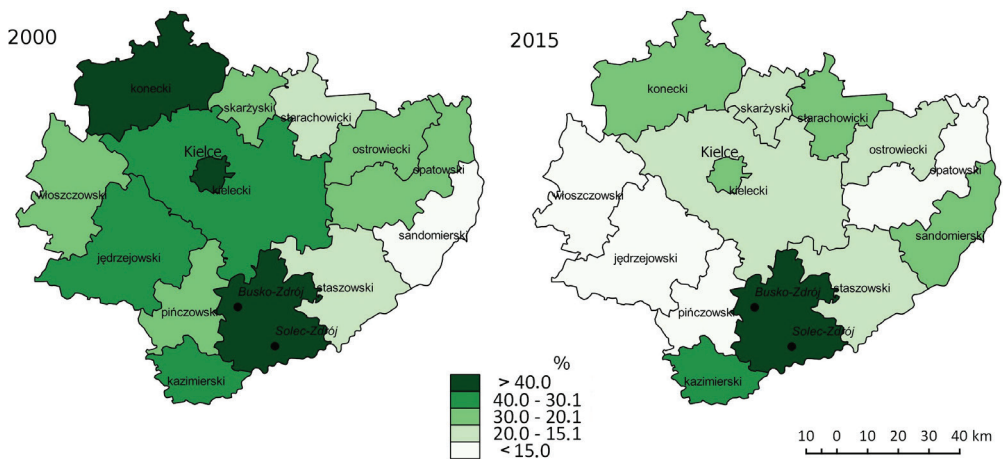 2000
konecki
skarżyski
starachowicki
Kielce
ostrowiecki
opatowski
kielecki
włoszczowski
sandomierski
jędrzejowski
staszowski
Busko-Zdrój
pińczowski
Solec-Zdrój
kazimierski
2015
konecki
skarżyski
starachowicki
Kielce
ostrowiecki
opatowski
kielecki
włoszczowski
sandomierski
jędrzejowski
staszowski
Busko-Zdrój
pińczowski
Solec-Zdrój
kazimierski
%
> 40.0
40.0 - 30.1
30.0 - 20.1
20.0 - 15.1
< 15.0
10 0 10 20 30 40 km